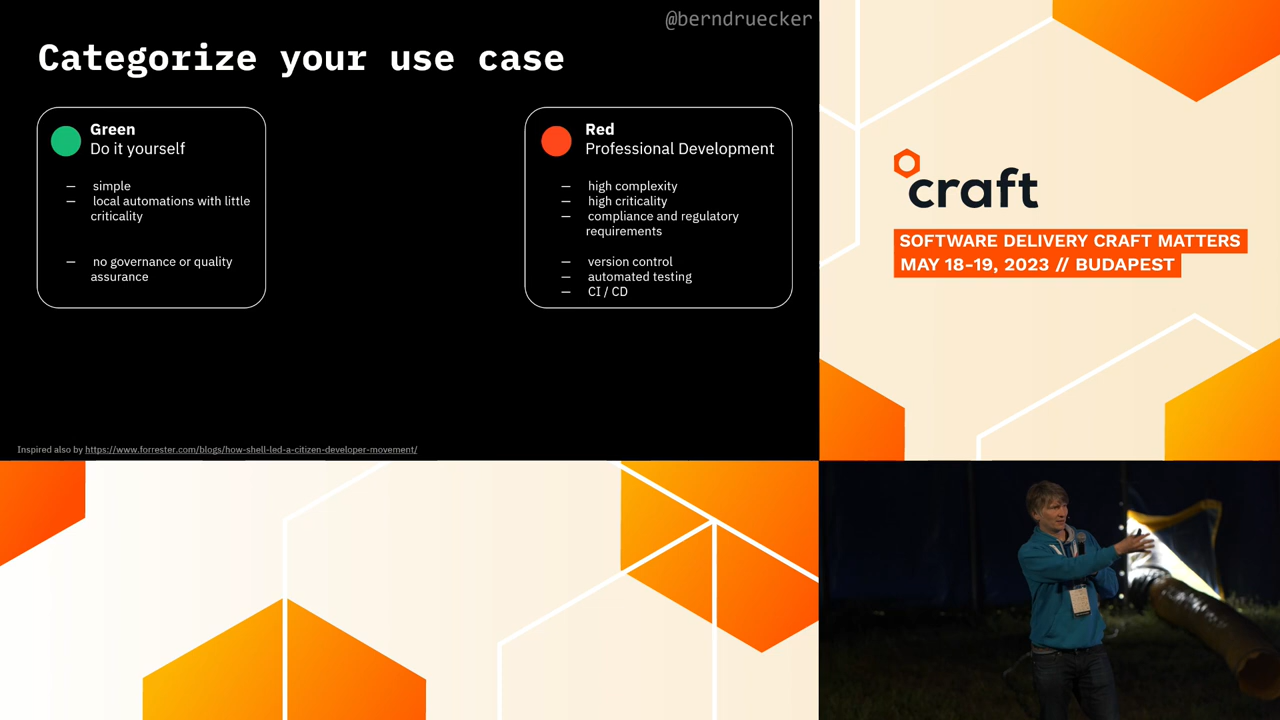 @berndruecker
Categorize your use case
Green
Do it yourself
— simple
— local automations with little
criticality
— no governance or quality
assurance
Red
Professional Development
— high complexity
— high criticality
— compliance and regulatory
requirements
— version control
— automated testing
— CI / CD
Inspired also by https://www.forrester.com/blogs/how-shell-led-a-citizen-developer-movement/
craft
SOFTWARE DELIVERY CRAFT MATTERS
MAY 18-19, 2023 // BUDAPEST